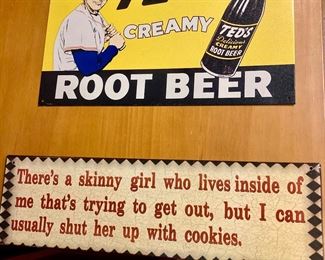 CREAMY
TED'S
Delicious
CREAMY
ROOT BEER
ROOT BEER
There's a skinny girl who lives inside of
me that's trying to get out, but I can
usually shut her up with cookies.